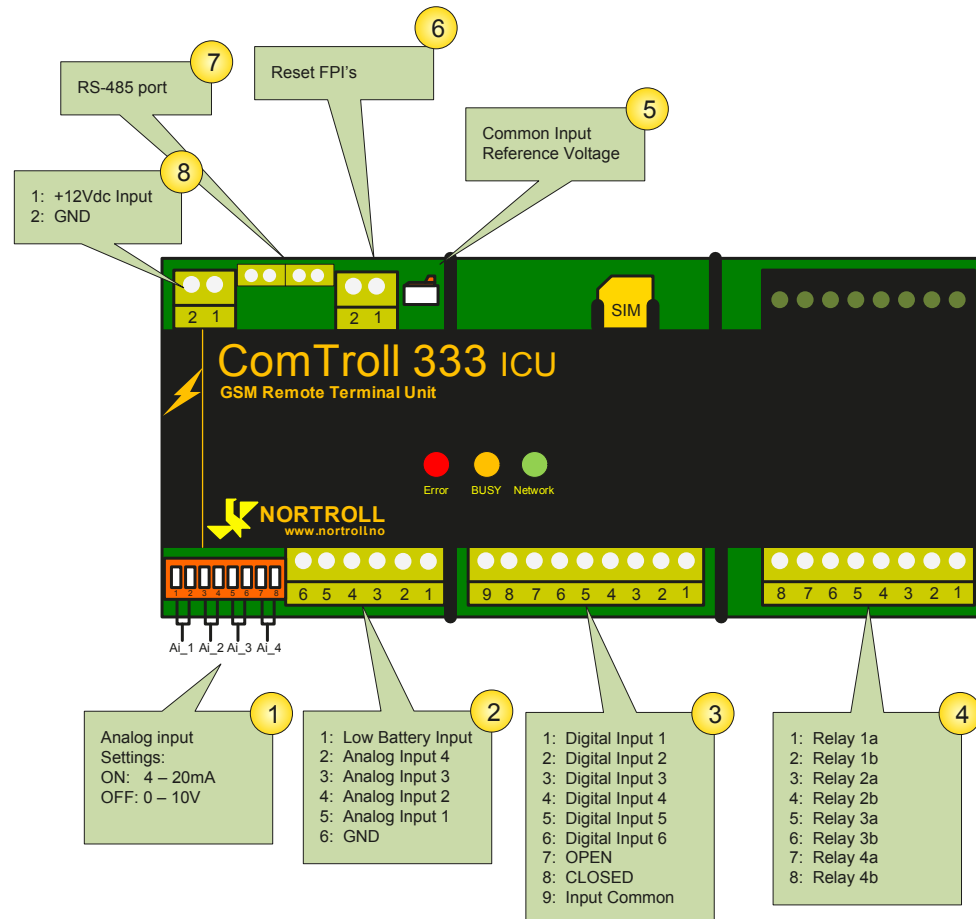 6
Reset FPI's
7
RS-485 port
5
Common Input
Reference Voltage
8
1: +12Vdc Input
2: GND
2 1
2 1
SIM
ComTroll 333 ICU
GSM Remote Terminal Unit
Error BUSY Network
NORTROLL
www.nortroll.no
1 2 3 4 5 6 7 8
6 5 4 3 2 1
9 8 7 6 5 4 3 2 1
8 7 6 5 4 3 2 1
Ai_1 Ai_2 Ai_3 Ai_4
1
Analog input
Settings:
ON: 4 – 20mA
OFF: 0 – 10V
2
1: Low Battery Input
2: Analog Input 4
3: Analog Input 3
4: Analog Input 2
5: Analog Input 1
6: GND
3
1: Digital Input 1
2: Digital Input 2
3: Digital Input 3
4: Digital Input 4
5: Digital Input 5
6: Digital Input 6
7: OPEN
8: CLOSED
9: Input Common
4
1: Relay 1a
2: Relay 1b
3: Relay 2a
4: Relay 2b
5: Relay 3a
6: Relay 3b
7: Relay 4a
8: Relay 4b